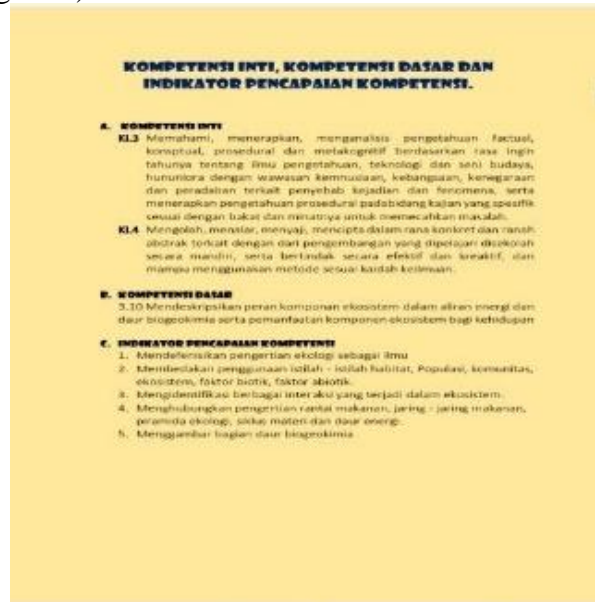 KOMPETENSI INTI, KOMPETENSI DASAR DAN
INDIKATOR PENCAPAIAN KOMPETENSI.
A. KOMPETENSI INTI
KI.3 Memahami, menerapkan, menganalisis pengetahuan factual,
konsptual, prosedural dan metakognitif berdasarkan rasa ingin
tahunya tentang ilmu pengetahuan, teknologi dan seni budaya,
hununiora dengan wawasan kemnusiaan, kebangsaan, kenegaraan
dan peradaban terkait penyebab kejadian dan fenomena, serta
menerapkan pengetahuan prosedural padabidang kajian yang spesifik
sesuai dengan bakat dan minatnya untuk memecahkan masalah.
KI.4 Mengolah, menalar, menyaji, mencipta dalam rana konkret dan ranah
abstrak terkait dengan dari pengembangan yang dipelajari disekolah
secara mandiri, serta bertindak secara efektif dan kreaktif, dan
mampu menggunakan metode sesuai kaidah keilmuan.
B. KOMPETENSI DASAR
3.10 Mendeskripsikan peran komponan ekosistem dalam aliran energi dan
daur biogeokimia serta pemanfaatan komponen ekosistem bagi kehidupan
C. INDIKATOR PENCAPAIAN KOMPETENSI
1. Mendefenisikan pengertian ekologi sebagai ilmu
2. Membedakan penggunaan istilah - istilah habitat, Populasi, komunitas,
ekosistem, faktor biotik, faktor abiotik.
3. Mengidentifikasi berbagai interaksi yang terjadi dalam ekosistem.
4. Menghubungkan pengertian rantai makanan, jaring - jaring makanan,
piramida ekologi, siklus materi dan daur energi.
5. Menggambar bagian daur biogeokimia